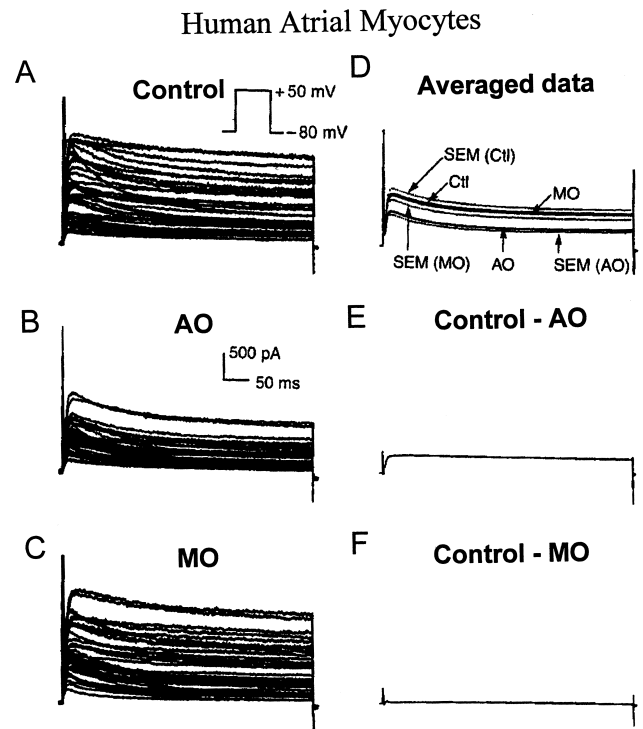 Human Atrial Myocytes
A
Control
+50 mV
-80 mV
D
Averaged data
SEM (Ctl)
Ctl
MO
SEM (MO)
AO
SEM (AO)
B
AO
500 pA
50 ms
E
Control - AO
C
MO
F
Control - MO